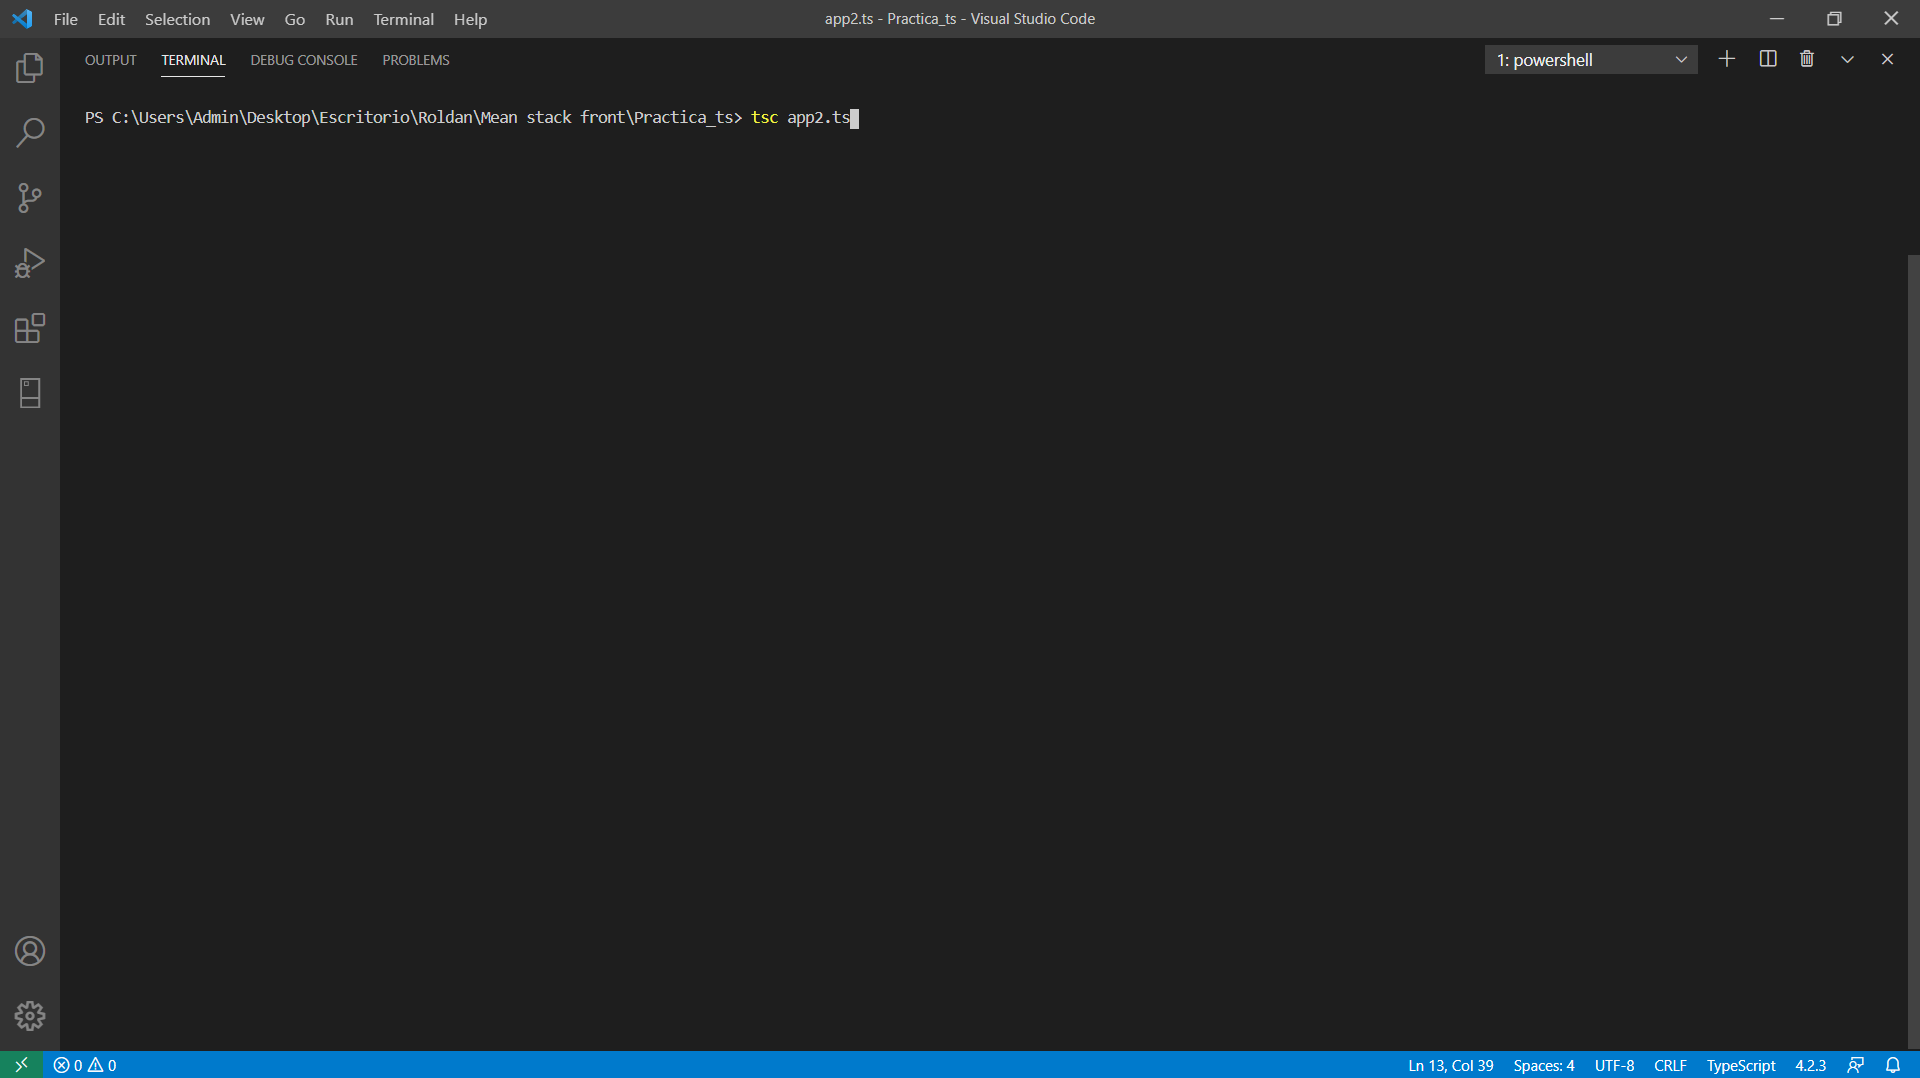 File Edit Selection View Go Run Terminal Help
app2.ts - Practica_ts - Visual Studio Code
OUTPUT TERMINAL DEBUG CONSOLE PROBLEMS
1: powershell
PS C:\Users\Admin\Desktop\Escritorio\Roldan\Mean stack front\Practica_ts> tsc app2.ts
0 0
Ln 13, Col 39 Spaces: 4 UTF-8 CRLF TypeScript 4.2.3